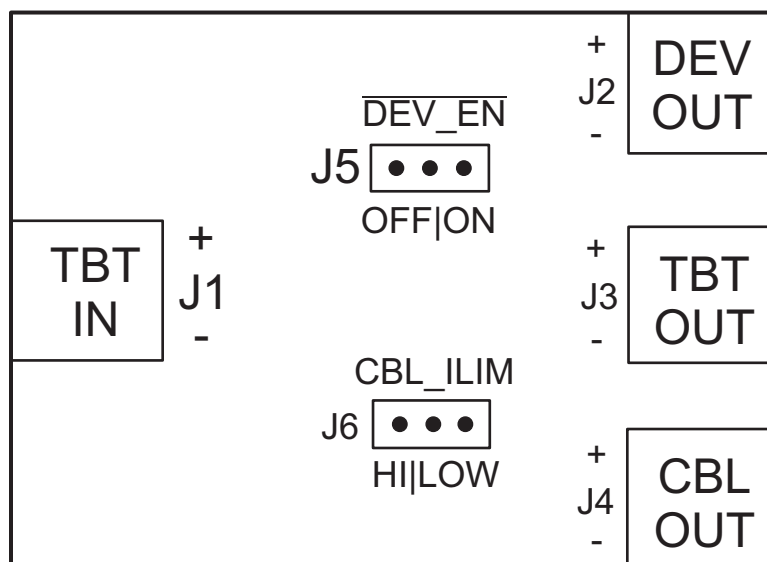 +
J2
-
DEV
OUT
DEV_EN
J5
OFF|ON
TBT
IN
+
J1
-
+
J3
-
TBT
OUT
CBL_ILIM
J6
HI|LOW
+
J4
-
CBL
OUT